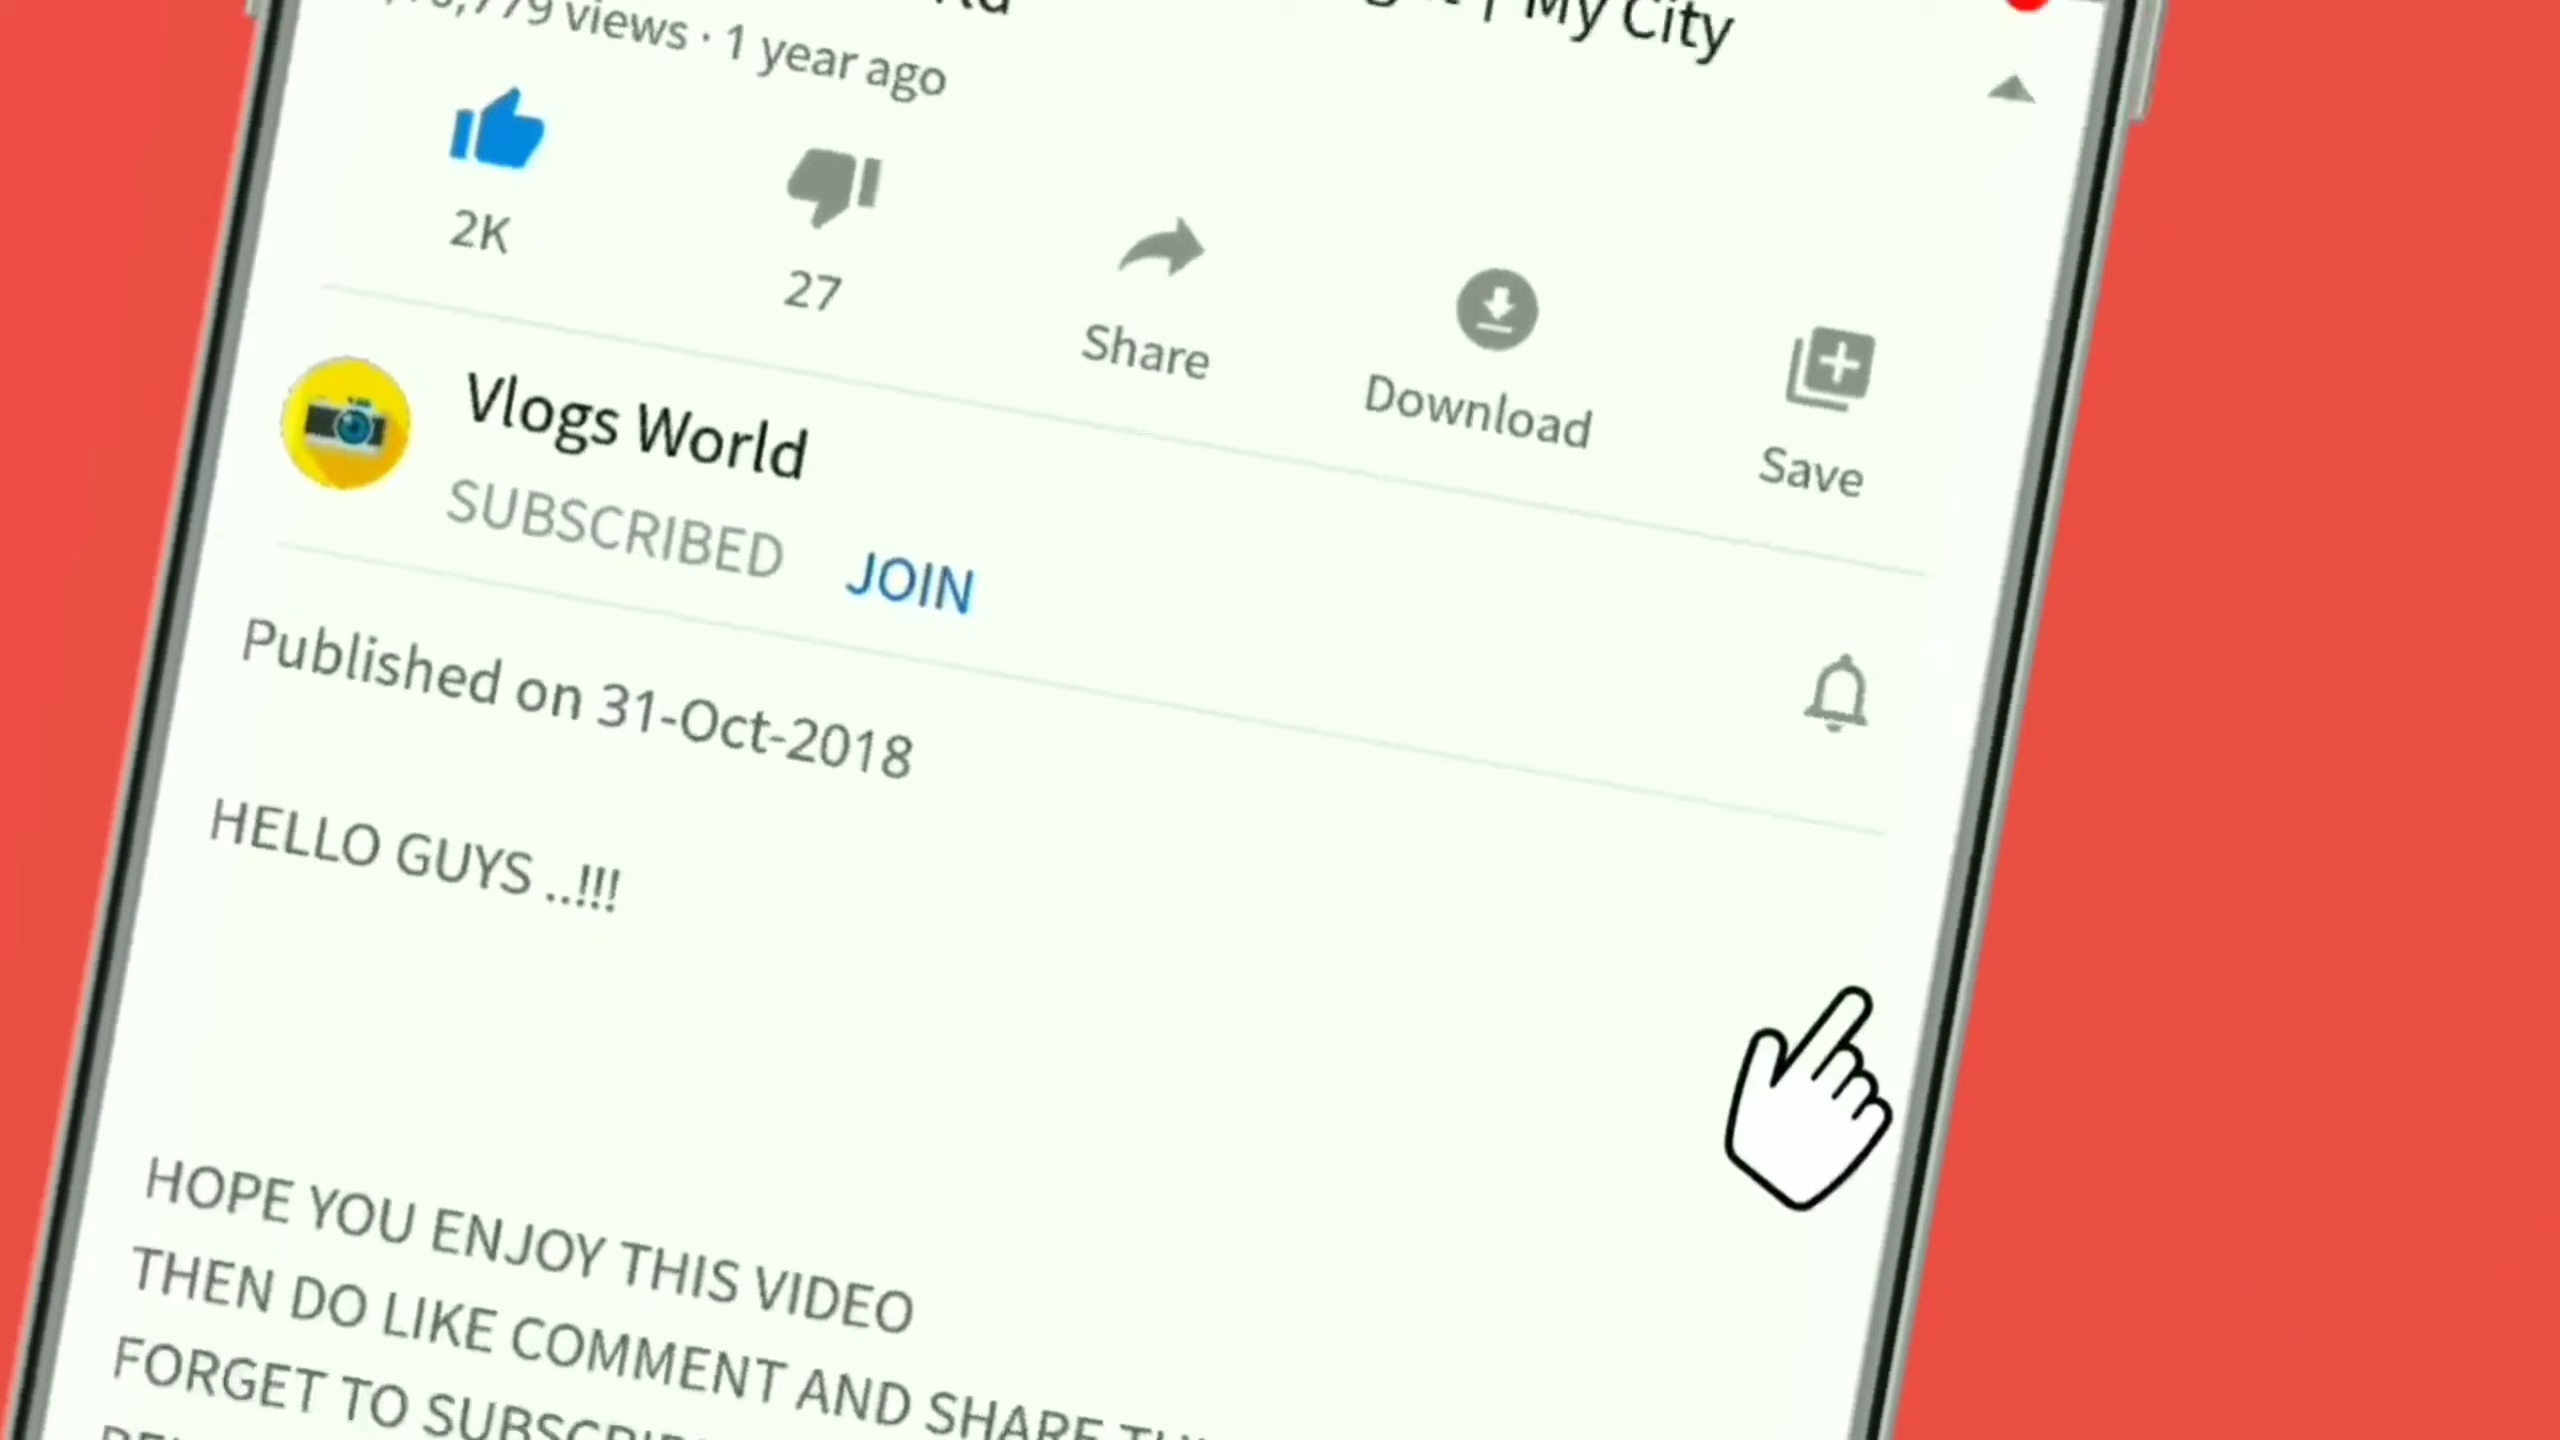 My City
views · 1 year ago
2K
27
Share
Download
Save
Vlogs World
SUBSCRIBED JOIN
Published on 31-Oct-2018
HELLO GUYS ..!!!
HOPE YOU ENJOY THIS VIDEO
THEN DO LIKE COMMENT AND SHARE
FORGET TO